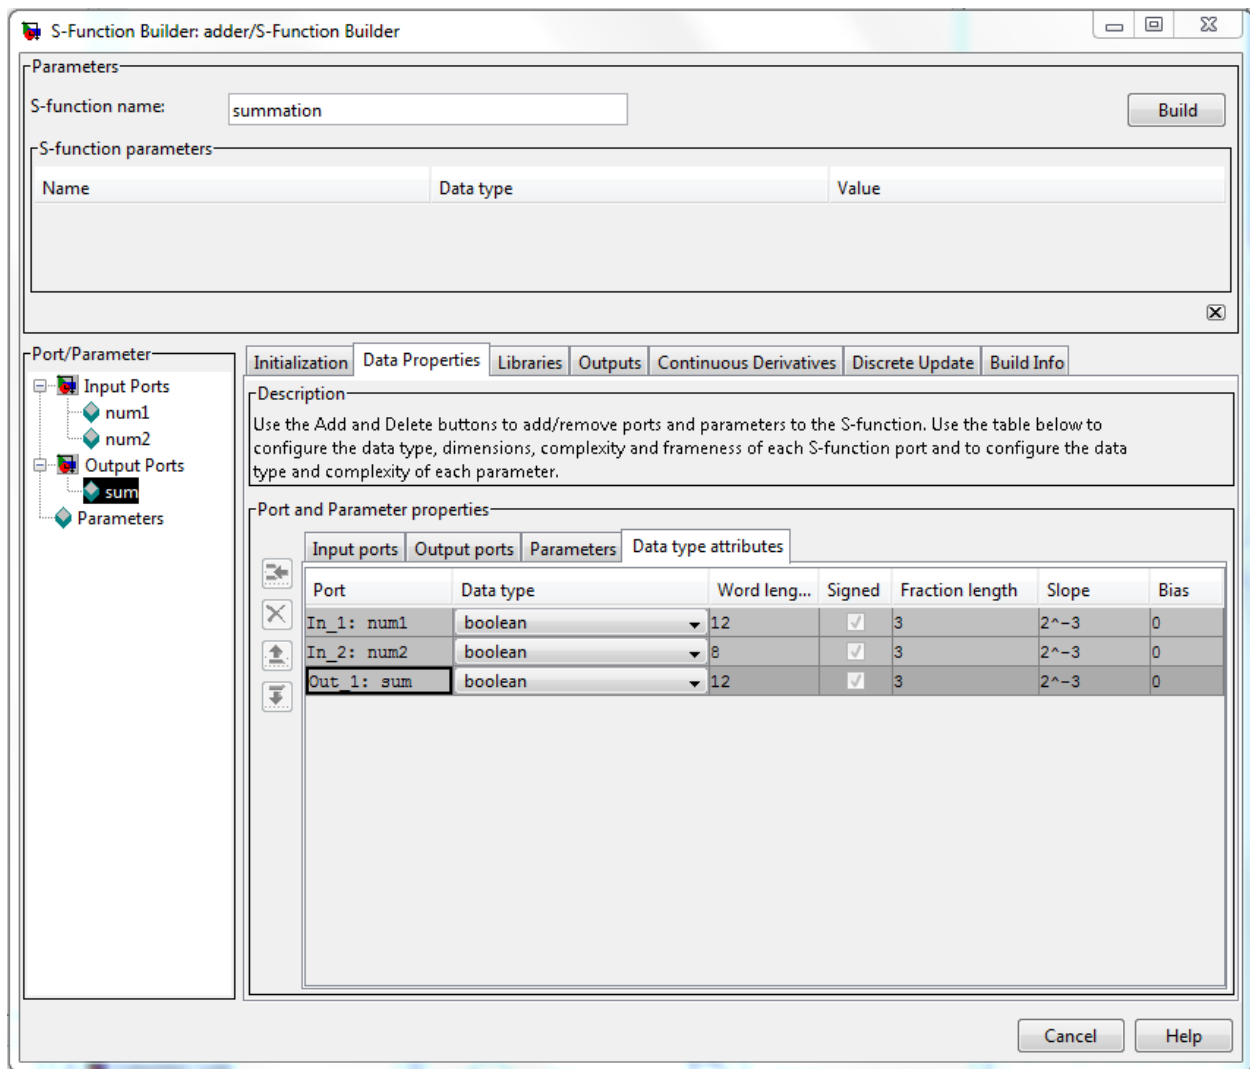 S-Function Builder: adder/S-Function Builder
Parameters
S-function name: summation Build
S-function parameters
Name Data type Value
Port/Parameter
Input Ports
num1
num2
Output Ports
sum
Parameters
Initialization Data Properties Libraries Outputs Continuous Derivatives Discrete Update Build Info
Description
Use the Add and Delete buttons to add/remove ports and parameters to the S-function. Use the table below to
configure the data type, dimensions, complexity and frameness of each S-function port and to configure the data
type and complexity of each parameter.
Port and Parameter properties
Input ports Output ports Parameters Data type attributes
Port Data type Word leng... Signed Fraction length Slope Bias
In_1: num1 boolean 12 3 2^-3 0
In_2: num2 boolean 8 3 2^-3 0
Out_1: sum boolean 12 3 2^-3 0
Cancel Help